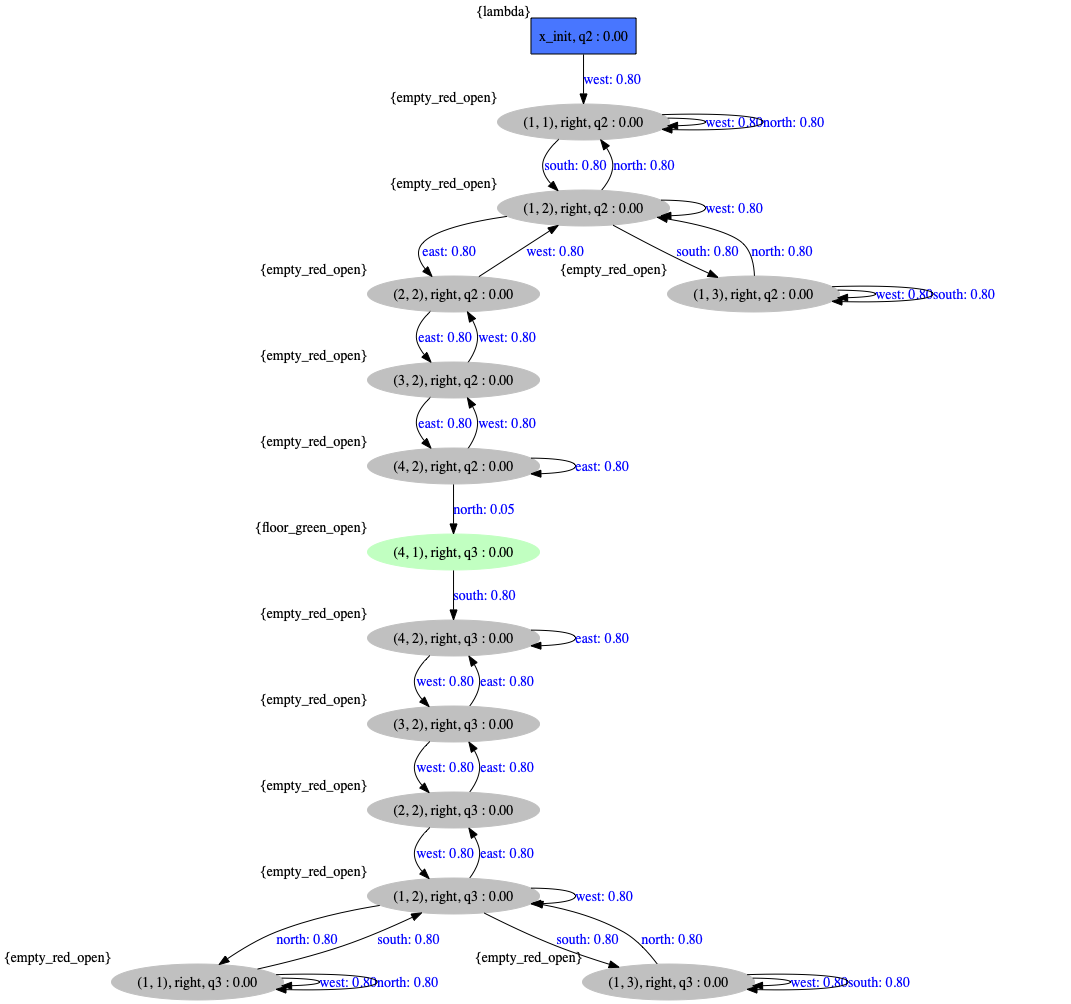 {lambda}
x_init, q2 : 0.00
west: 0.80
{empty_red_open}
(1, 1), right, q2 : 0.00
west: 0.80
north: 0.80
south: 0.80
north: 0.80
{empty_red_open}
(1, 2), right, q2 : 0.00
west: 0.80
east: 0.80
west: 0.80
south: 0.80
north: 0.80
{empty_red_open}
(2, 2), right, q2 : 0.00
{empty_red_open}
(1, 3), right, q2 : 0.00
west: 0.80
south: 0.80
east: 0.80
west: 0.80
{empty_red_open}
(3, 2), right, q2 : 0.00
east: 0.80
west: 0.80
{empty_red_open}
(4, 2), right, q2 : 0.00
east: 0.80
north: 0.05
{floor_green_open}
(4, 1), right, q3 : 0.00
south: 0.80
{empty_red_open}
(4, 2), right, q3 : 0.00
east: 0.80
west: 0.80
east: 0.80
{empty_red_open}
(3, 2), right, q3 : 0.00
west: 0.80
east: 0.80
{empty_red_open}
(2, 2), right, q3 : 0.00
west: 0.80
east: 0.80
{empty_red_open}
(1, 2), right, q3 : 0.00
west: 0.80
north: 0.80
south: 0.80
south: 0.80
north: 0.80
{empty_red_open}
(1, 1), right, q3 : 0.00
west: 0.80
north: 0.80
{empty_red_open}
(1, 3), right, q3 : 0.00
west: 0.80
south: 0.80